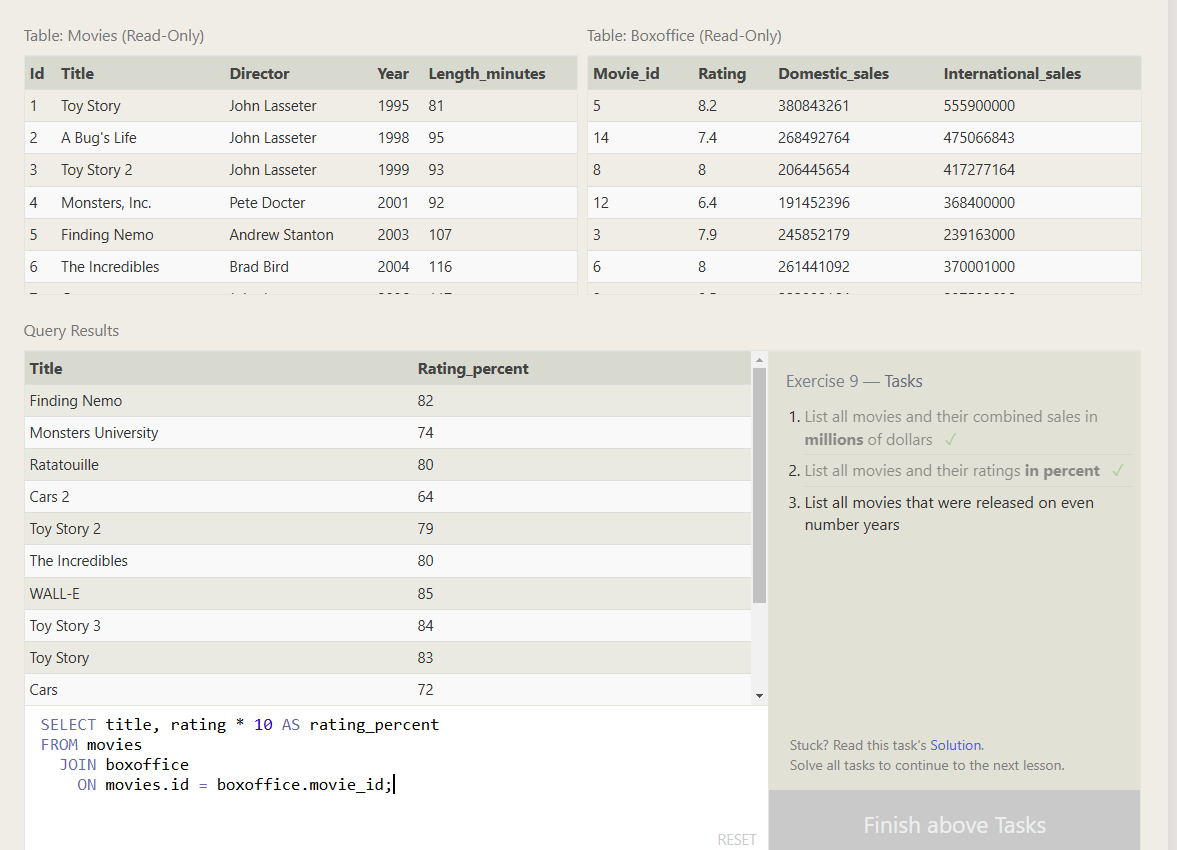 Table: Movies (Read-Only)
Id Title Director Year Length_minutes
1 Toy Story John Lasseter 1995 81
2 A Bug's Life John Lasseter 1998 95
3 Toy Story 2 John Lasseter 1999 93
4 Monsters, Inc. Pete Docter 2001 92
5 Finding Nemo Andrew Stanton 2003 107
6 The Incredibles Brad Bird 2004 116
Table: Boxoffice (Read-Only)
Movie_id Rating Domestic_sales International_sales
5 8.2 380843261 555900000
14 7.4 268492764 475066843
8 8 206445654 417277164
12 6.4 191452396 368400000
3 7.9 245852179 239163000
6 8 261441092 370001000
Query Results
Title Rating_percent
Finding Nemo 82
Monsters University 74
Ratatouille 80
Cars 2 64
Toy Story 2 79
The Incredibles 80
WALL-E 85
Toy Story 3 84
Toy Story 83
Cars 72
SELECT title, rating * 10 AS rating_percent
FROM movies
JOIN boxoffice
ON movies.id = boxoffice.movie_id;
RESET
Exercise 9 — Tasks
1. List all movies and their combined sales in
millions of dollars ✓
2. List all movies and their ratings in percent ✓
3. List all movies that were released on even
number years
Stuck? Read this task's Solution.
Solve all tasks to continue to the next lesson.
Finish above Tasks